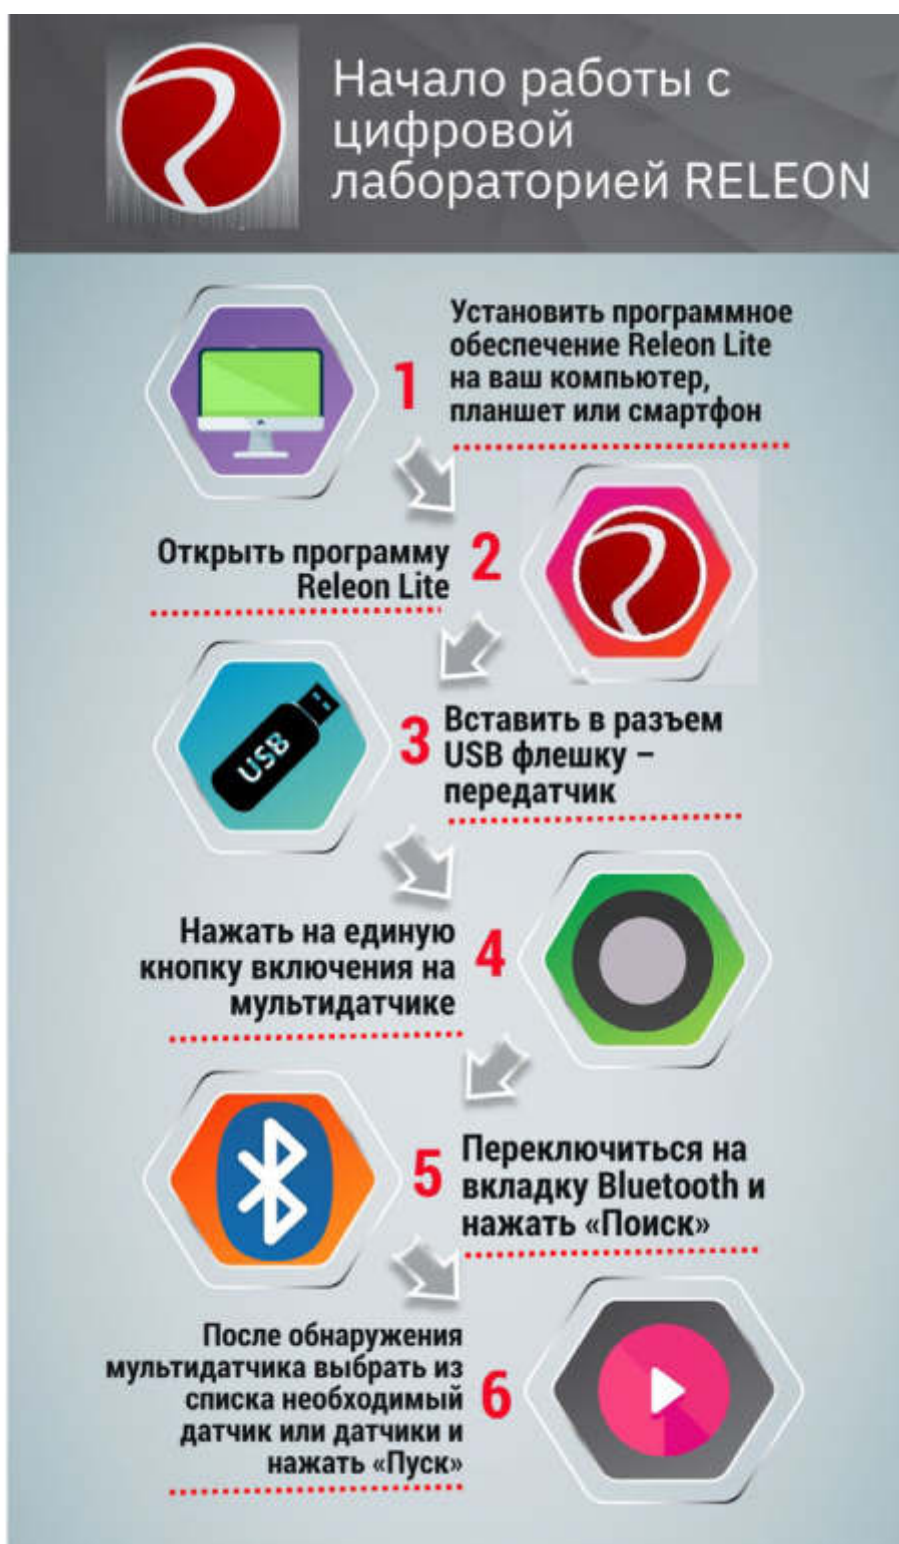 Начало работы с
цифровой
лабораторией RELEON
1
Установить программное
обеспечение Releon Lite
на ваш компьютер,
планшет или смартфон
Открыть программу
Releon Lite
2
USB
3
Вставить в разъем
USB флешку –
передатчик
Нажать на единую
кнопку включения на
мультидатчике
4
5
Переключиться на
вкладку Bluetooth и
нажать «Поиск»
После обнаружения
мультидатчика выбрать из
списка необходимый
датчик или датчики и
нажать «Пуск»
6